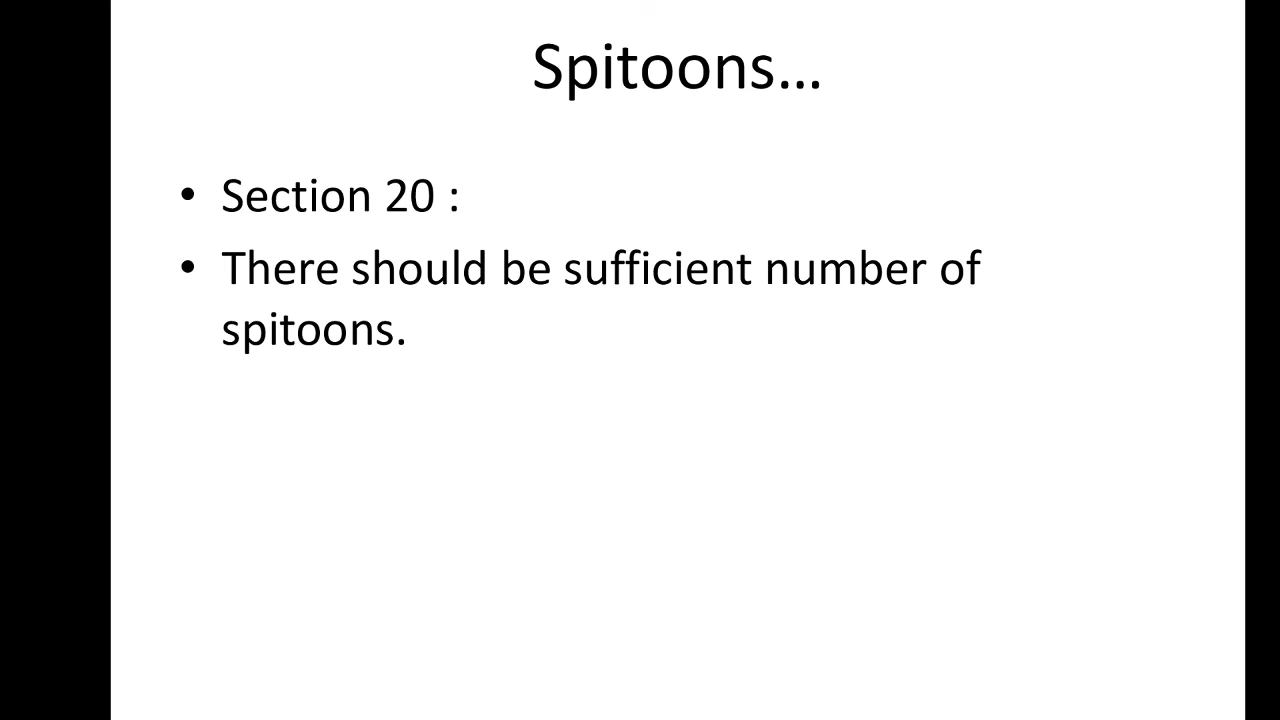 Spitoons...
• Section 20 :
• There should be sufficient number of
spitoons.